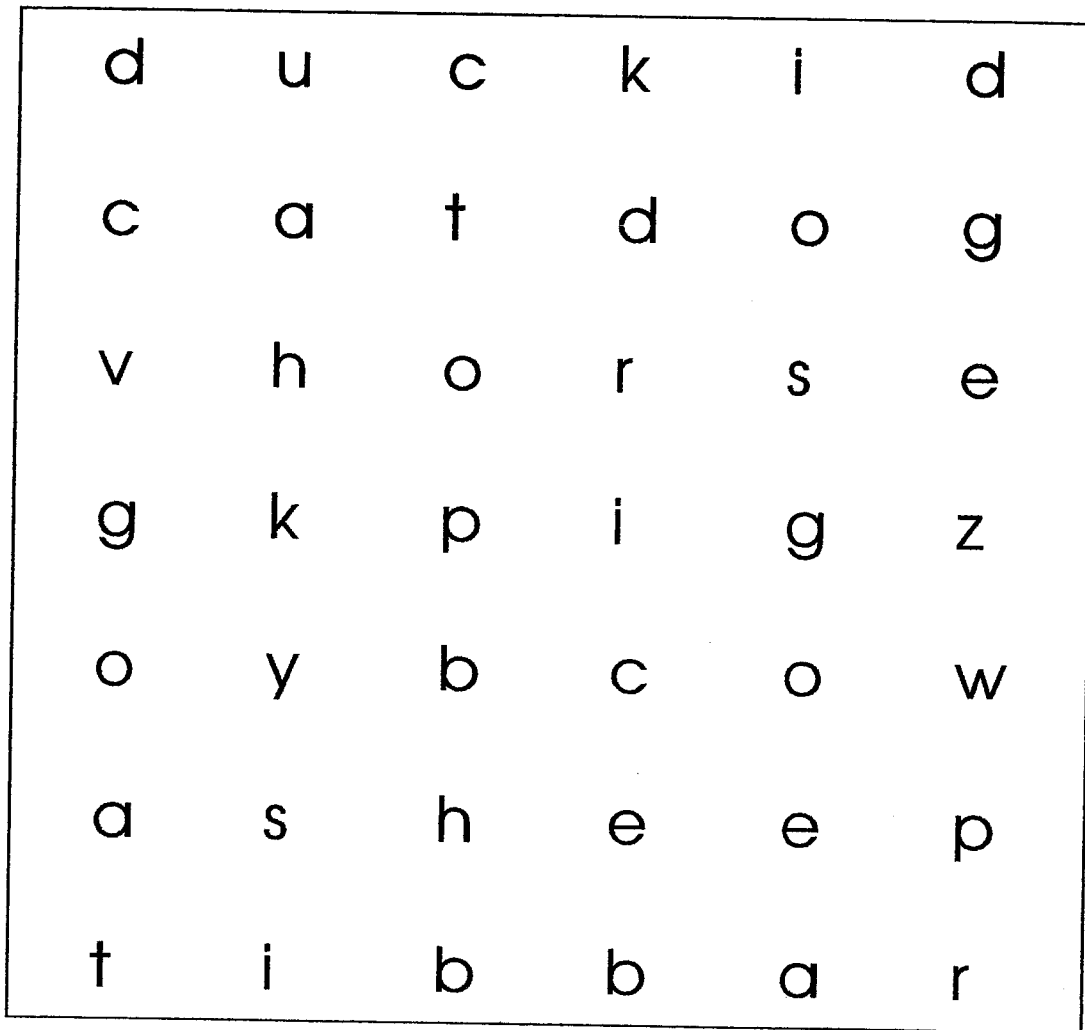 d u c k i d
c a t d o g
v h o r s e
g k p i g z
o y b c o w
a s h e e p
t i b b a r